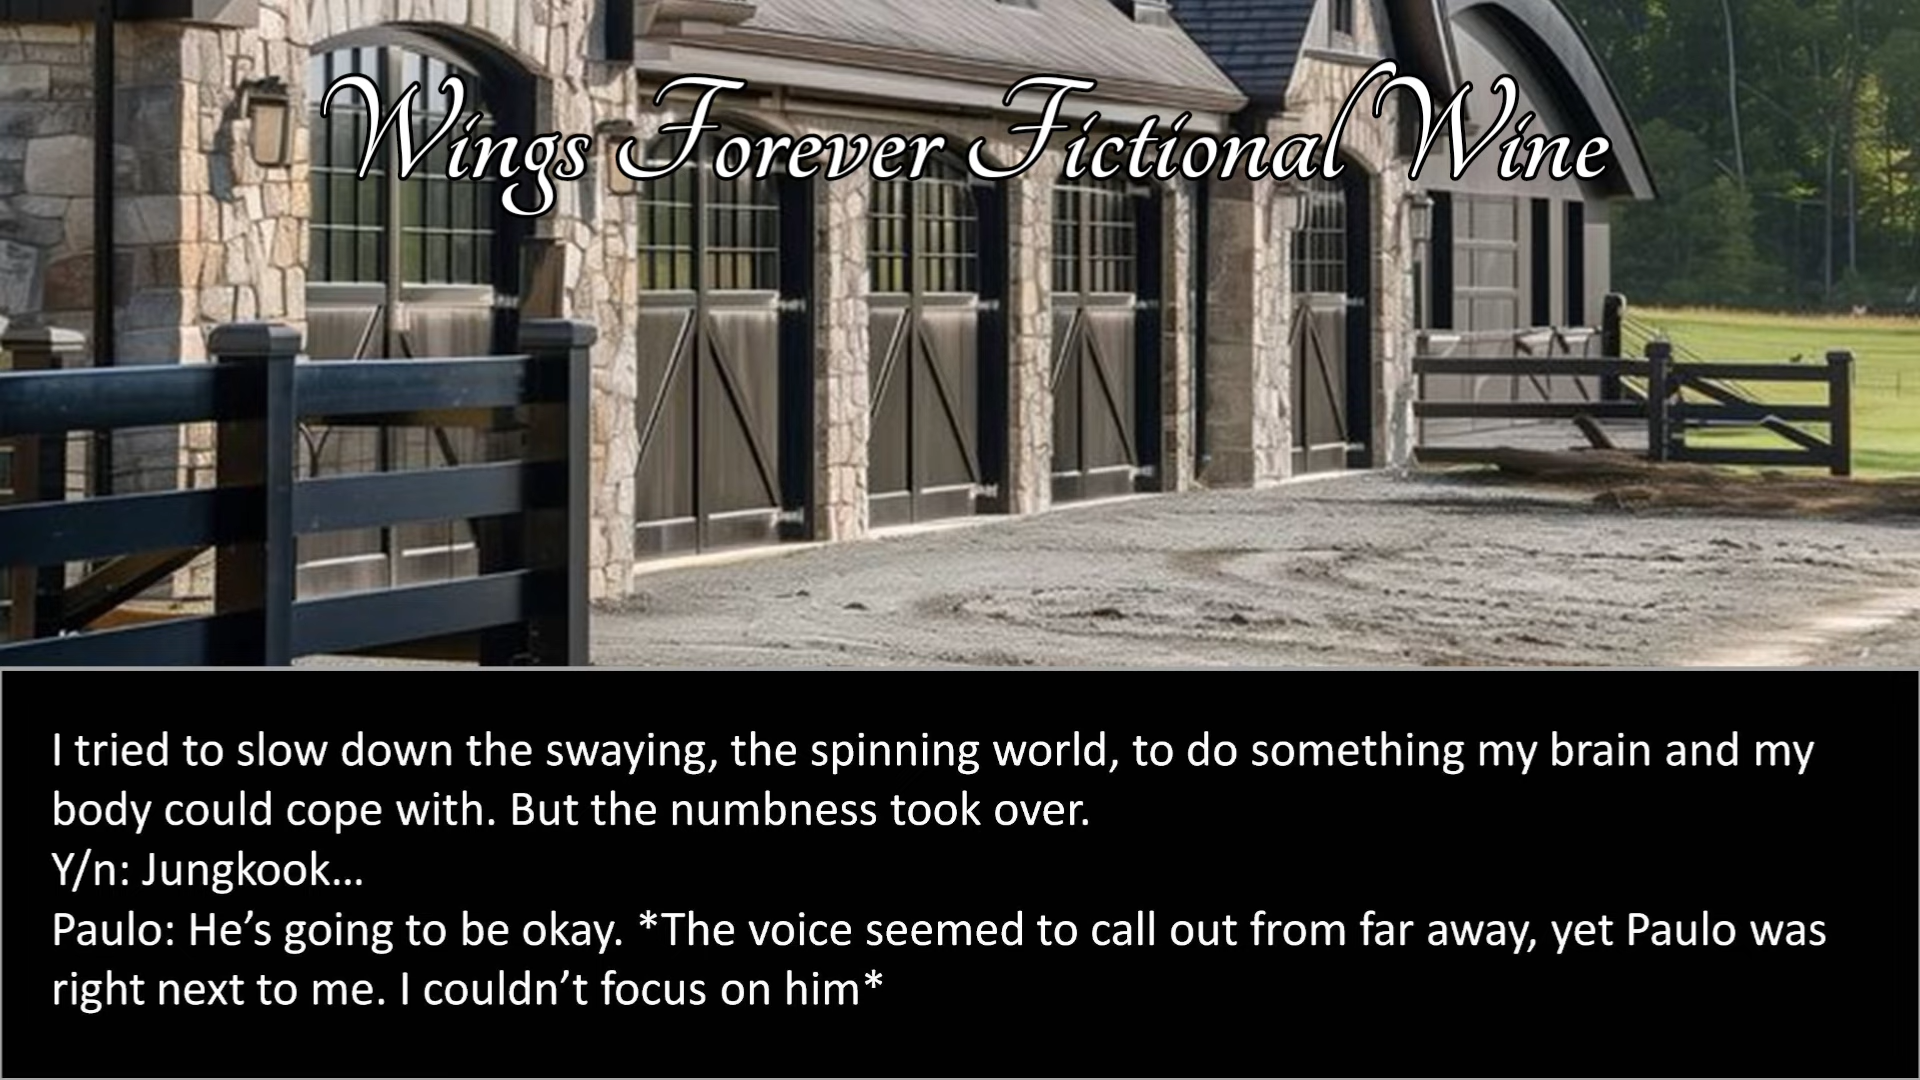 Wings Forever Fictional Wine
I tried to slow down the swaying, the spinning world, to do something my brain and my
body could cope with. But the numbness took over.
Y/n: Jungkook…
Paulo: He’s going to be okay. *The voice seemed to call out from far away, yet Paulo was
right next to me. I couldn’t focus on him*